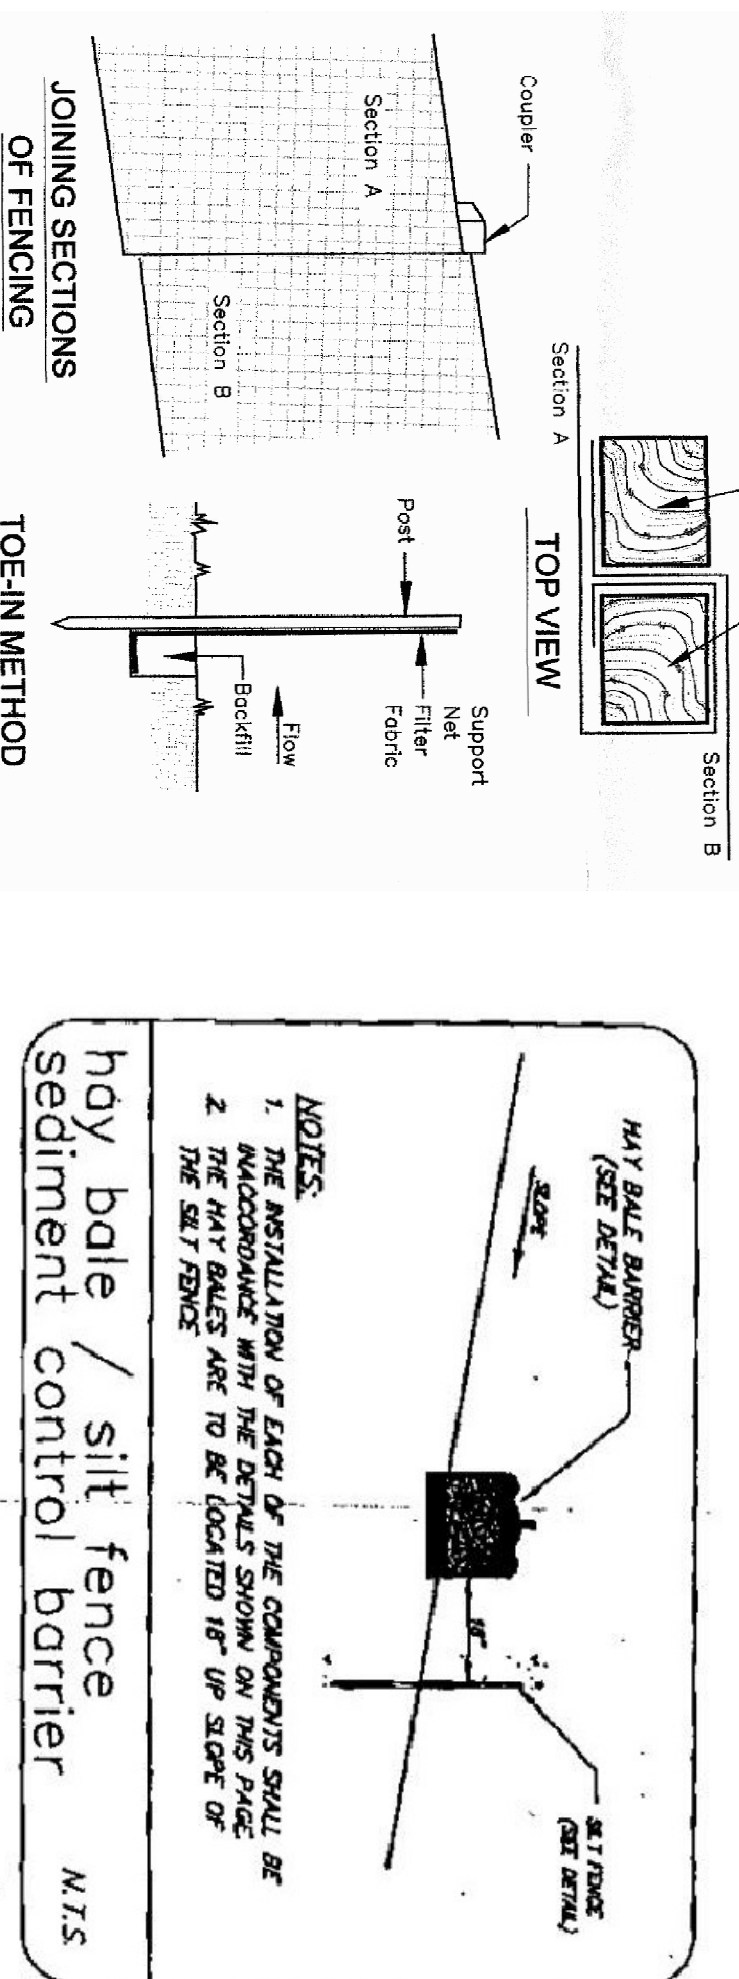 Coupler
Section A
Section B
JOINING SECTIONS
OF FENCING
Section A
Section B
TOP VIEW
Post
Support
Net
Filter
Fabric
Flow
Backfill
TOE-IN METHOD
HAY BALE BARRIER
(SEE DETAIL)
SLOPE
18"
SILT FENCE
(SEE DETAIL)
NOTES:
1. THE INSTALLATION OF EACH OF THE COMPONENTS SHALL BE
INACCORDANCE WITH THE DETAILS SHOWN ON THIS PAGE
2 THE HAY BALES ARE TO BE LOCATED 18" UP SLOPE OF
THE SILT FENCE
hay bale / silt fence
sediment control barrier
N.T.S.